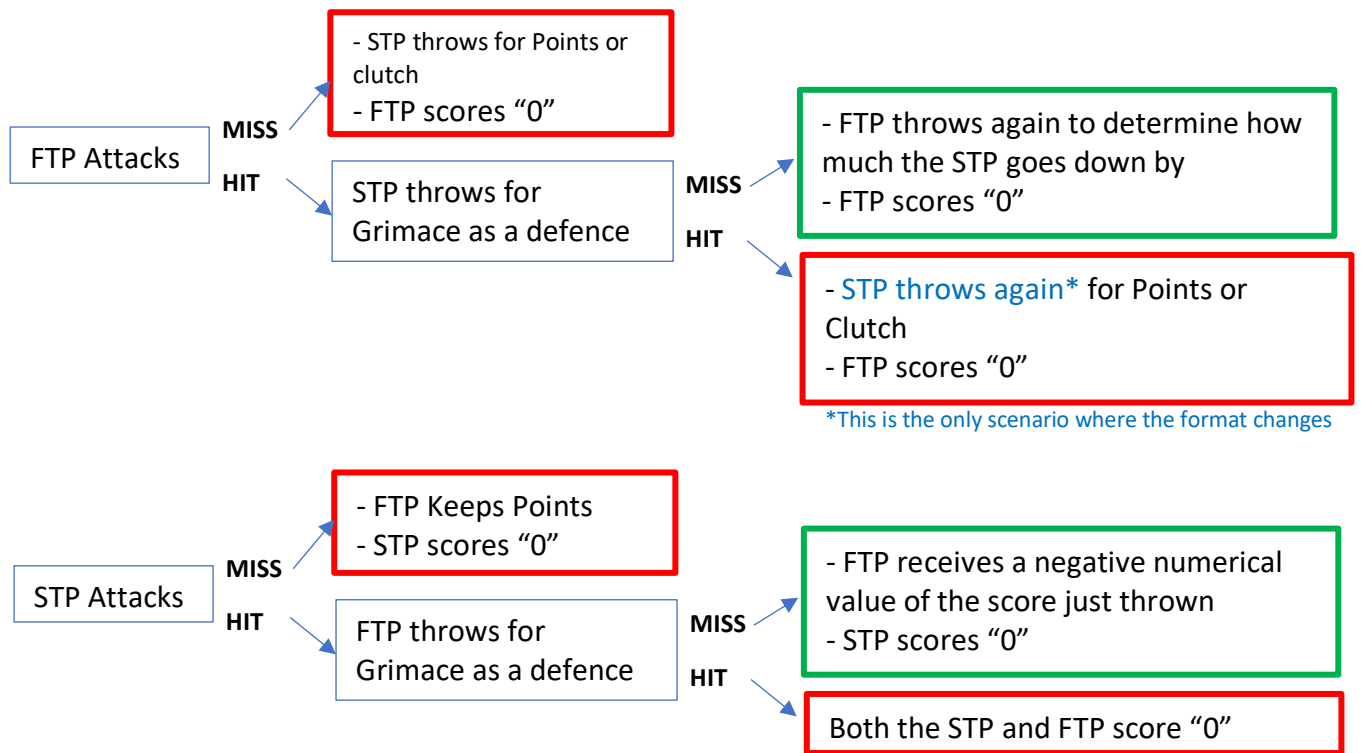 - STP throws for Points or
clutch
- FTP scores “0”
FTP Attacks
MISS
HIT
STP throws for
Grimace as a defence
MISS
HIT
- FTP throws again to determine how
much the STP goes down by
- FTP scores “0”
- STP throws again* for Points or
Clutch
- FTP scores “0”
*This is the only scenario where the format changes
- FTP Keeps Points
- STP scores “0”
STP Attacks
MISS
HIT
FTP throws for
Grimace as a defence
MISS
HIT
- FTP receives a negative numerical
value of the score just thrown
- STP scores “0”
Both the STP and FTP score “0”